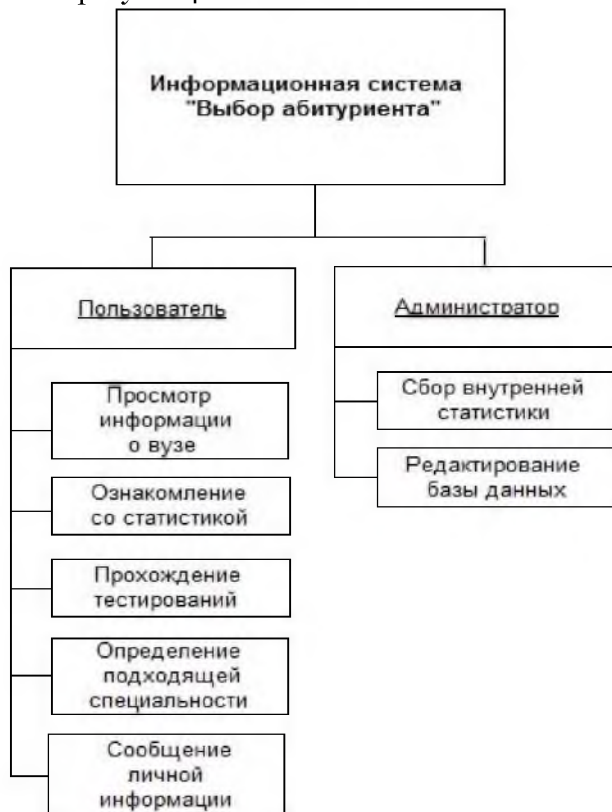 Информационная система
"Выбор абитуриента"
Пользователь
Администратор
Просмотр
информации
о вузе
Ознакомление
со статистикой
Прохождение
тестирований
Определение
подходящей
специальности
Сообщение
личной
информации
Сбор внутренней
статистики
Редактирование
базы данных